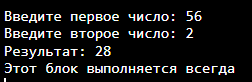 Введите первое число: 56
Введите второе число: 2
Результат: 28
Этот блок выполняется всегда